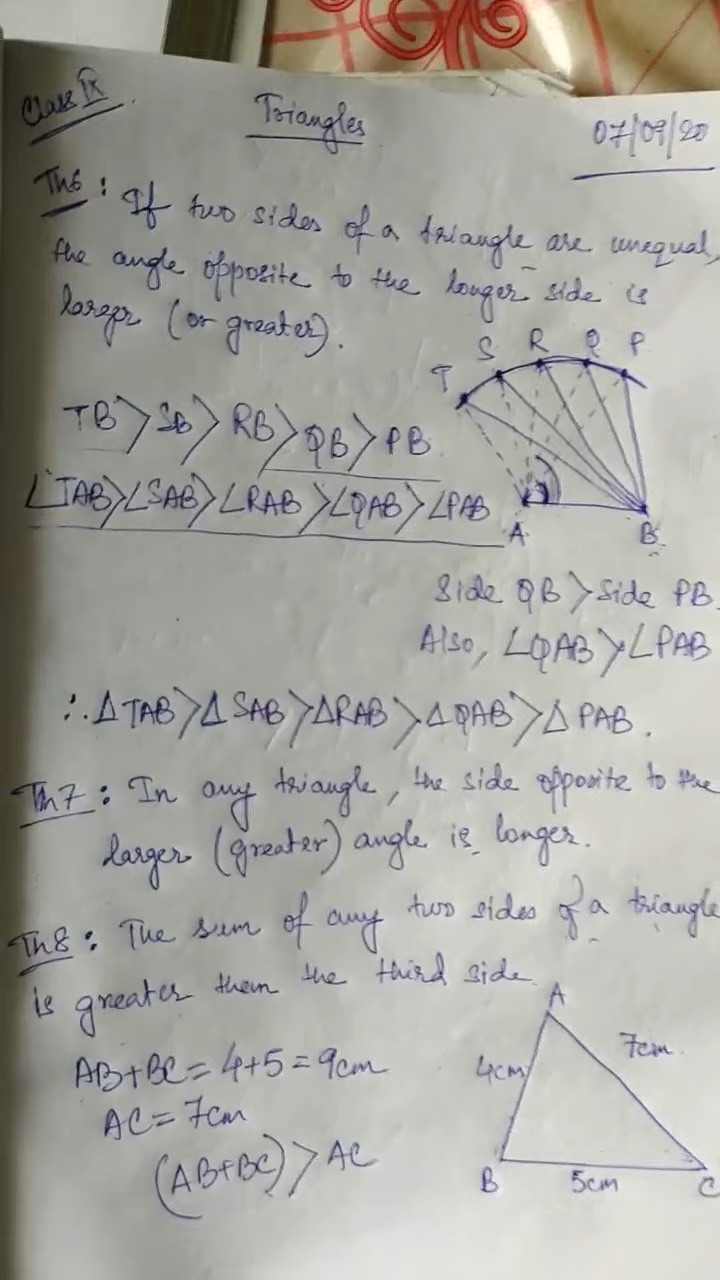 Class IX
Triangles
07/09/20
Th6: If two sides of a triangle are unequal,
the angle opposite to the longer side is
larger (or greater).
T S R Q P
TB>SB>RB>QB>PB
∠TAB>∠SAB>∠RAB>∠QAB>∠PAB
A B
Side QB>Side PB
Also, ∠QAB>∠PAB
∴ ΔTAB>ΔSAB>ΔRAB>ΔQAB>ΔPAB.
Th7: In any triangle, the side opposite to the
larger (greater) angle is longer.
Th8: The sum of any two sides of a triangle
is greater them the third side.
A
AB+BC=4+5=9cm
4cm 7cm
AC=7cm
(AB+BC)>AC
B 5cm C